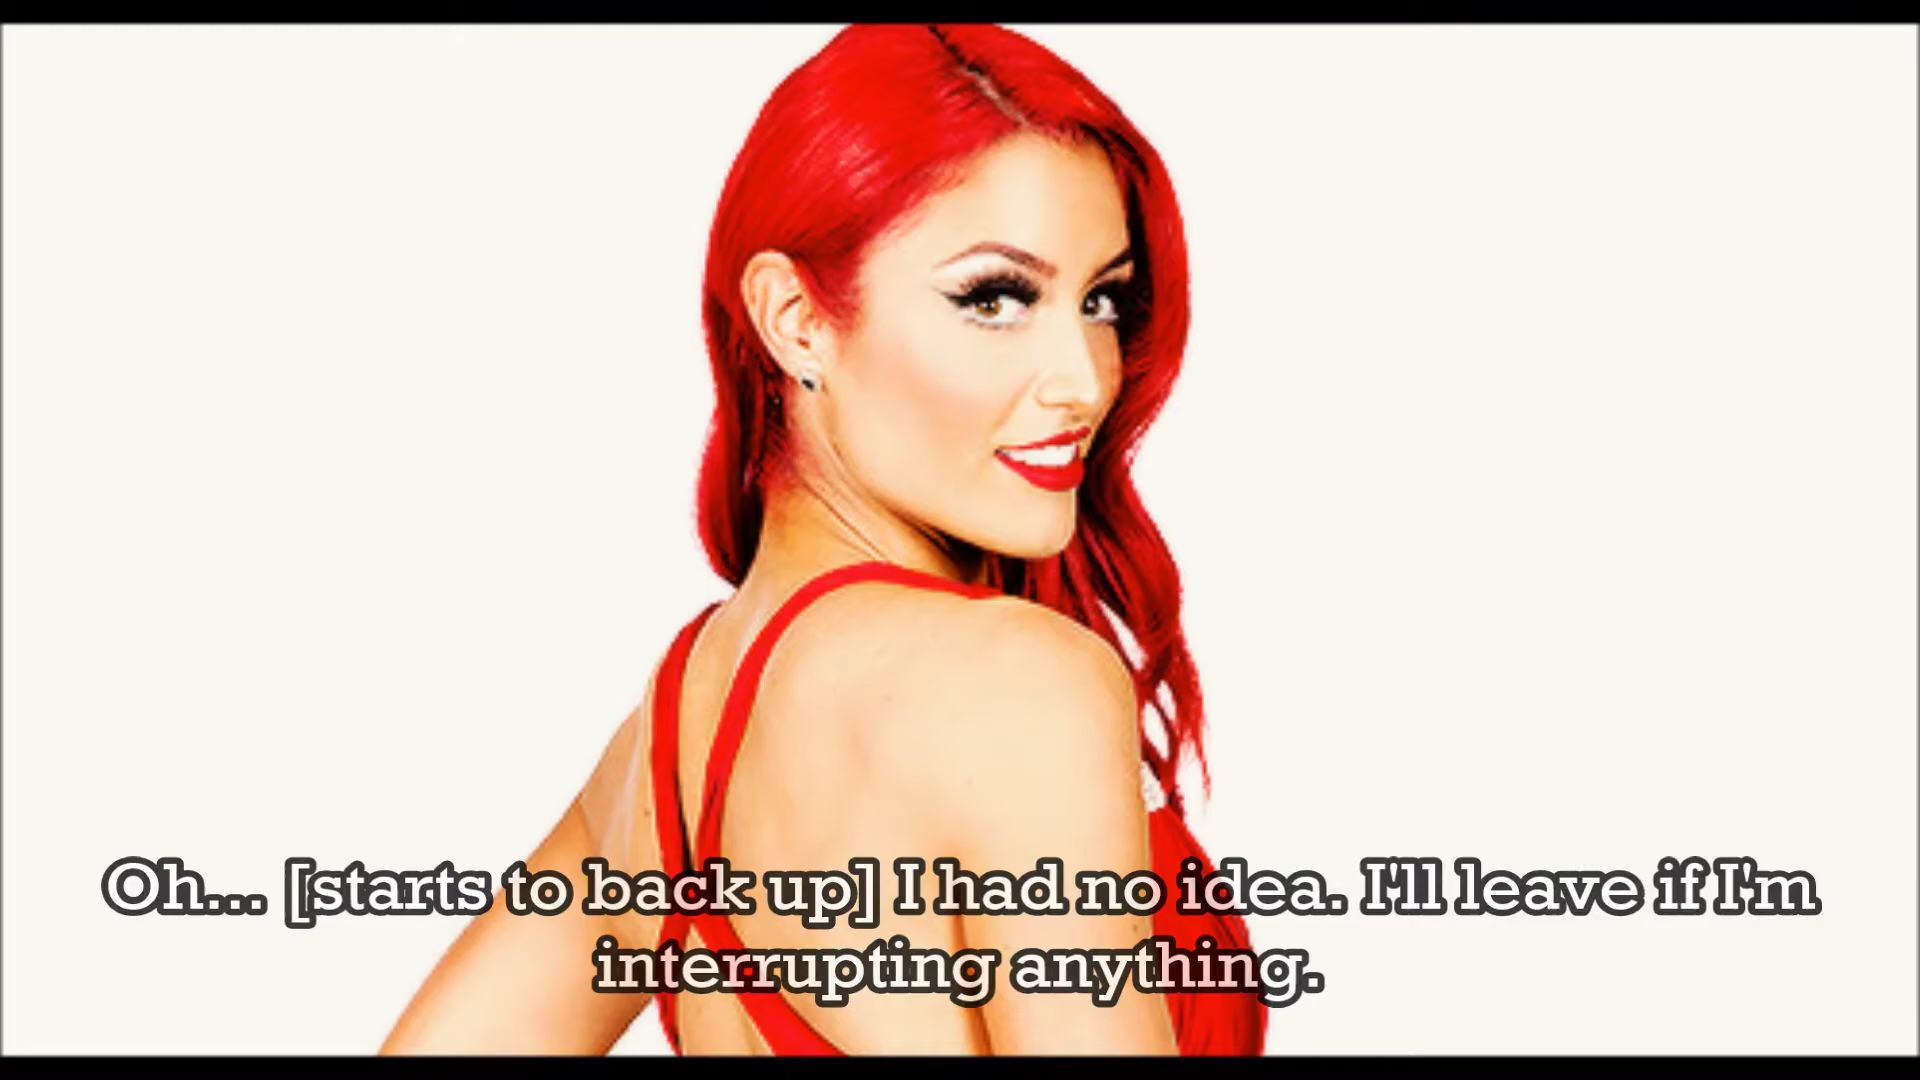 Oh... [starts to back up] I had no idea. I'll leave if I'm
interrupting anything.